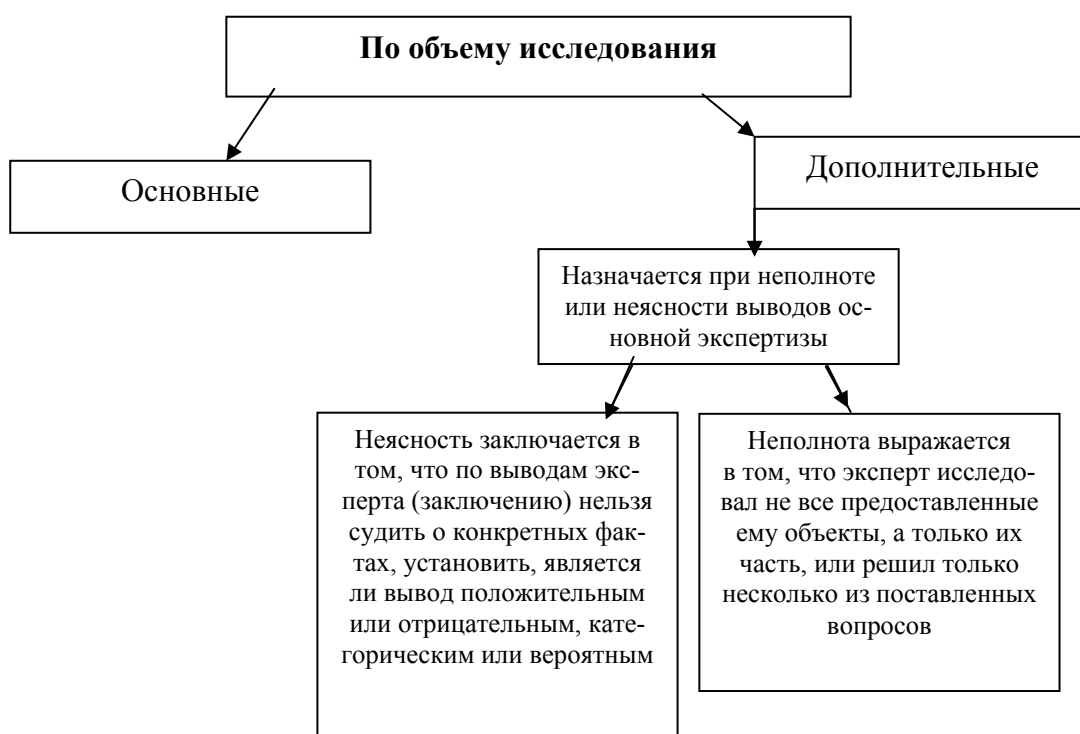 По объему исследования
Основные
Дополнительные
Назначается при неполноте
или неясности выводов ос-
новной экспертизы
Неясность заключается в
том, что по выводам экс-
перта (заключению) нельзя
судить о конкретных фак-
тах, установить, является
ли вывод положительным
или отрицательным, кате-
горическим или вероятным
Неполнота выражается
в том, что эксперт исследо-
вал не все предоставленные
ему объекты, а только их
часть, или решил только
несколько из поставленных
вопросов